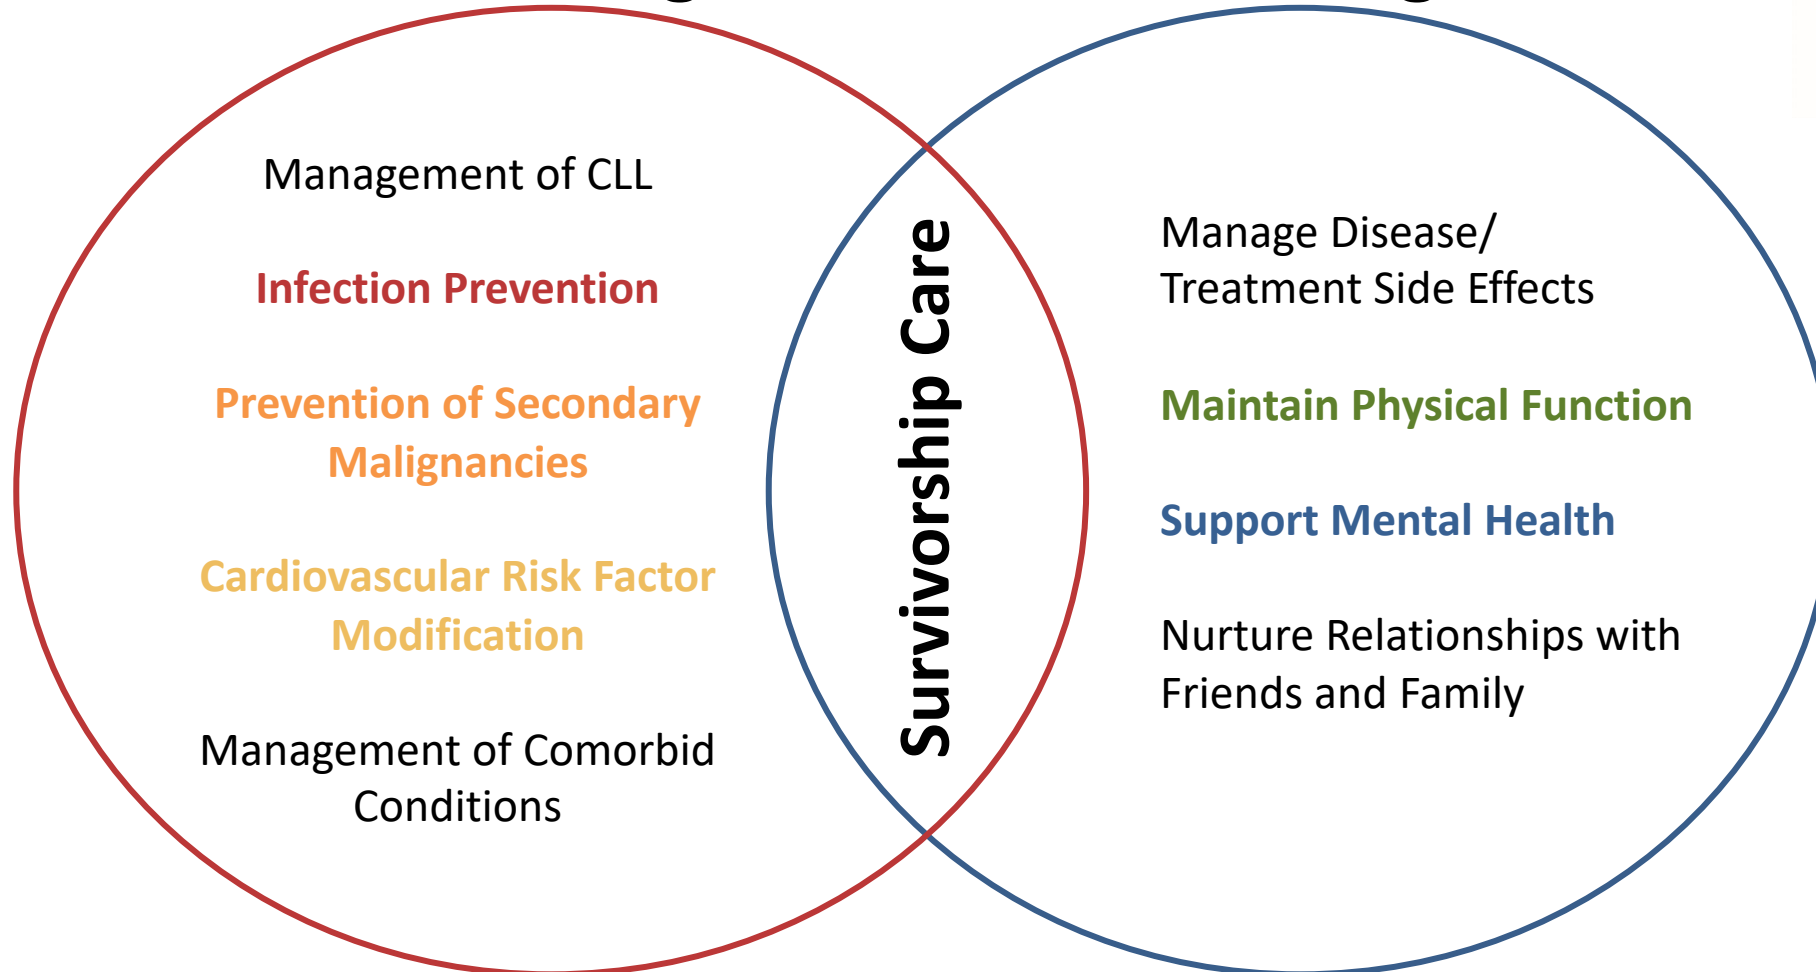 Management of CLL
Infection Prevention
Prevention of Secondary
Malignancies
Cardiovascular Risk Factor
Modification
Management of Comorbid
Conditions
Survivorship Care
Manage Disease/
Treatment Side Effects
Maintain Physical Function
Support Mental Health
Nurture Relationships with
Friends and Family